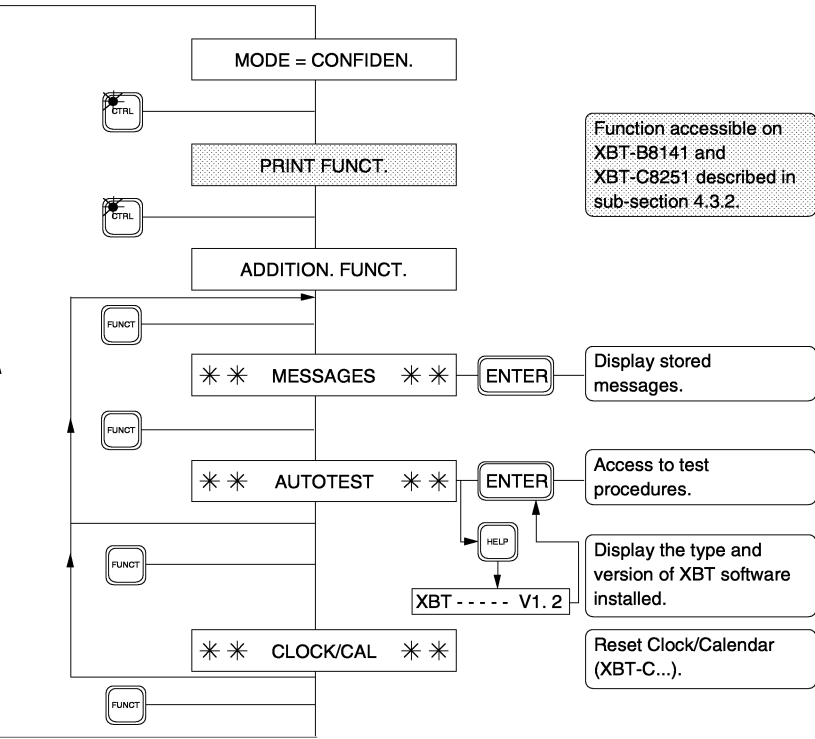 MODE = CONFIDEN.
CTRL
Function accessible on
XBT-B8141 and
XBT-C8251 described in
sub-section 4.3.2.
PRINT FUNCT.
CTRL
ADDITION. FUNCT.
FUNCT
** MESSAGES **
ENTER
Display stored
messages.
FUNCT
** AUTOTEST **
ENTER
Access to test
procedures.
HELP
FUNCT
Display the type and
version of XBT software
installed.
XBT - - - - - V1. 2
** CLOCK/CAL **
Reset Clock/Calendar
(XBT-C...).
FUNCT